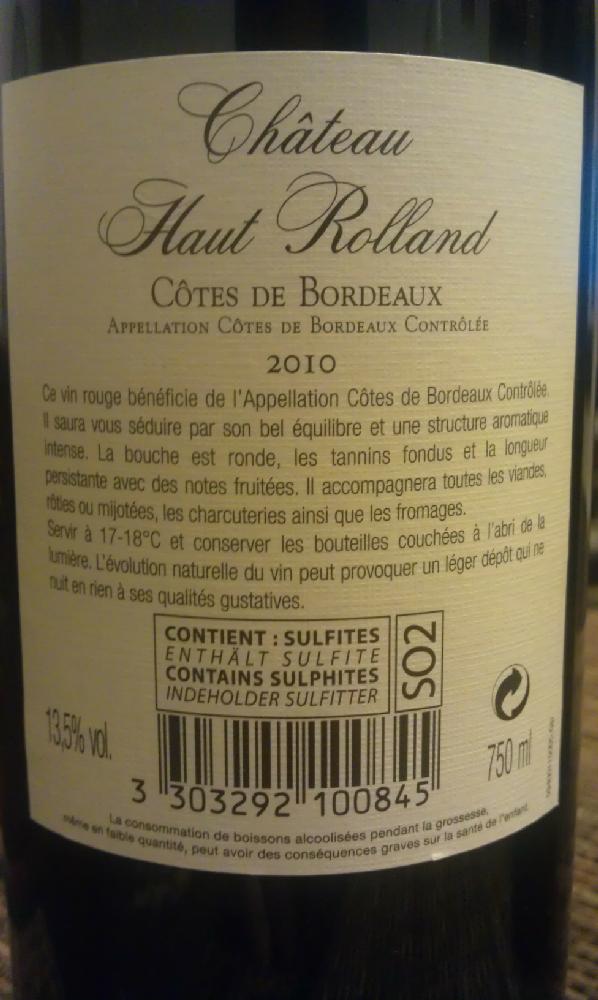 Château
Haut Rolland
CÔTES DE BORDEAUX
APPELLATION CÔTES DE BORDEAUX CONTRÔLÉE
2010
Ce vin rouge bénéficie de l'Appellation Côtes de Bordeaux Contrôlée.
Il saura vous séduire par son bel équilibre et une structure aromatique
intense. La bouche est ronde, les tannins fondus et la longueur
persistante avec des notes fruitées. Il accompagnera toutes les viandes,
rôties ou mijotées, les charcuteries ainsi que les fromages.
Servir à 17-18°C et conserver les bouteilles couchées à l'abri de la
lumière. L'évolution naturelle du vin peut provoquer un léger dépôt qui ne
nuit en rien à ses qualités gustatives.
CONTIENT : SULFITES
ENTHÄLT SULFITE
CONTAINS SULPHITES
INDEHOLDER SULFITTER
SO2
13,5% vol.
750 ml
3 303292 100845
La consommation de boissons alcoolisées pendant la grossesse,
même en faible quantité, peut avoir des conséquences graves sur la santé de l'enfant.